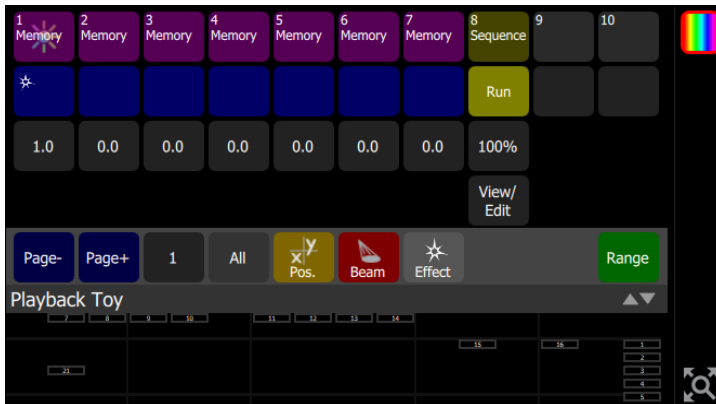 1 2 3 4 5 6 7 8 9 10
Memory Memory Memory Memory Memory Memory Memory Sequence
Run
1.0 0.0 0.0 0.0 0.0 0.0 0.0 100%
View/
Edit
Page- Page+ 1 All x y Pos. Beam Effect Range
Playback Toy
7 8 9 10 11 12 13 14
15 16 1
2
21 3
4
5